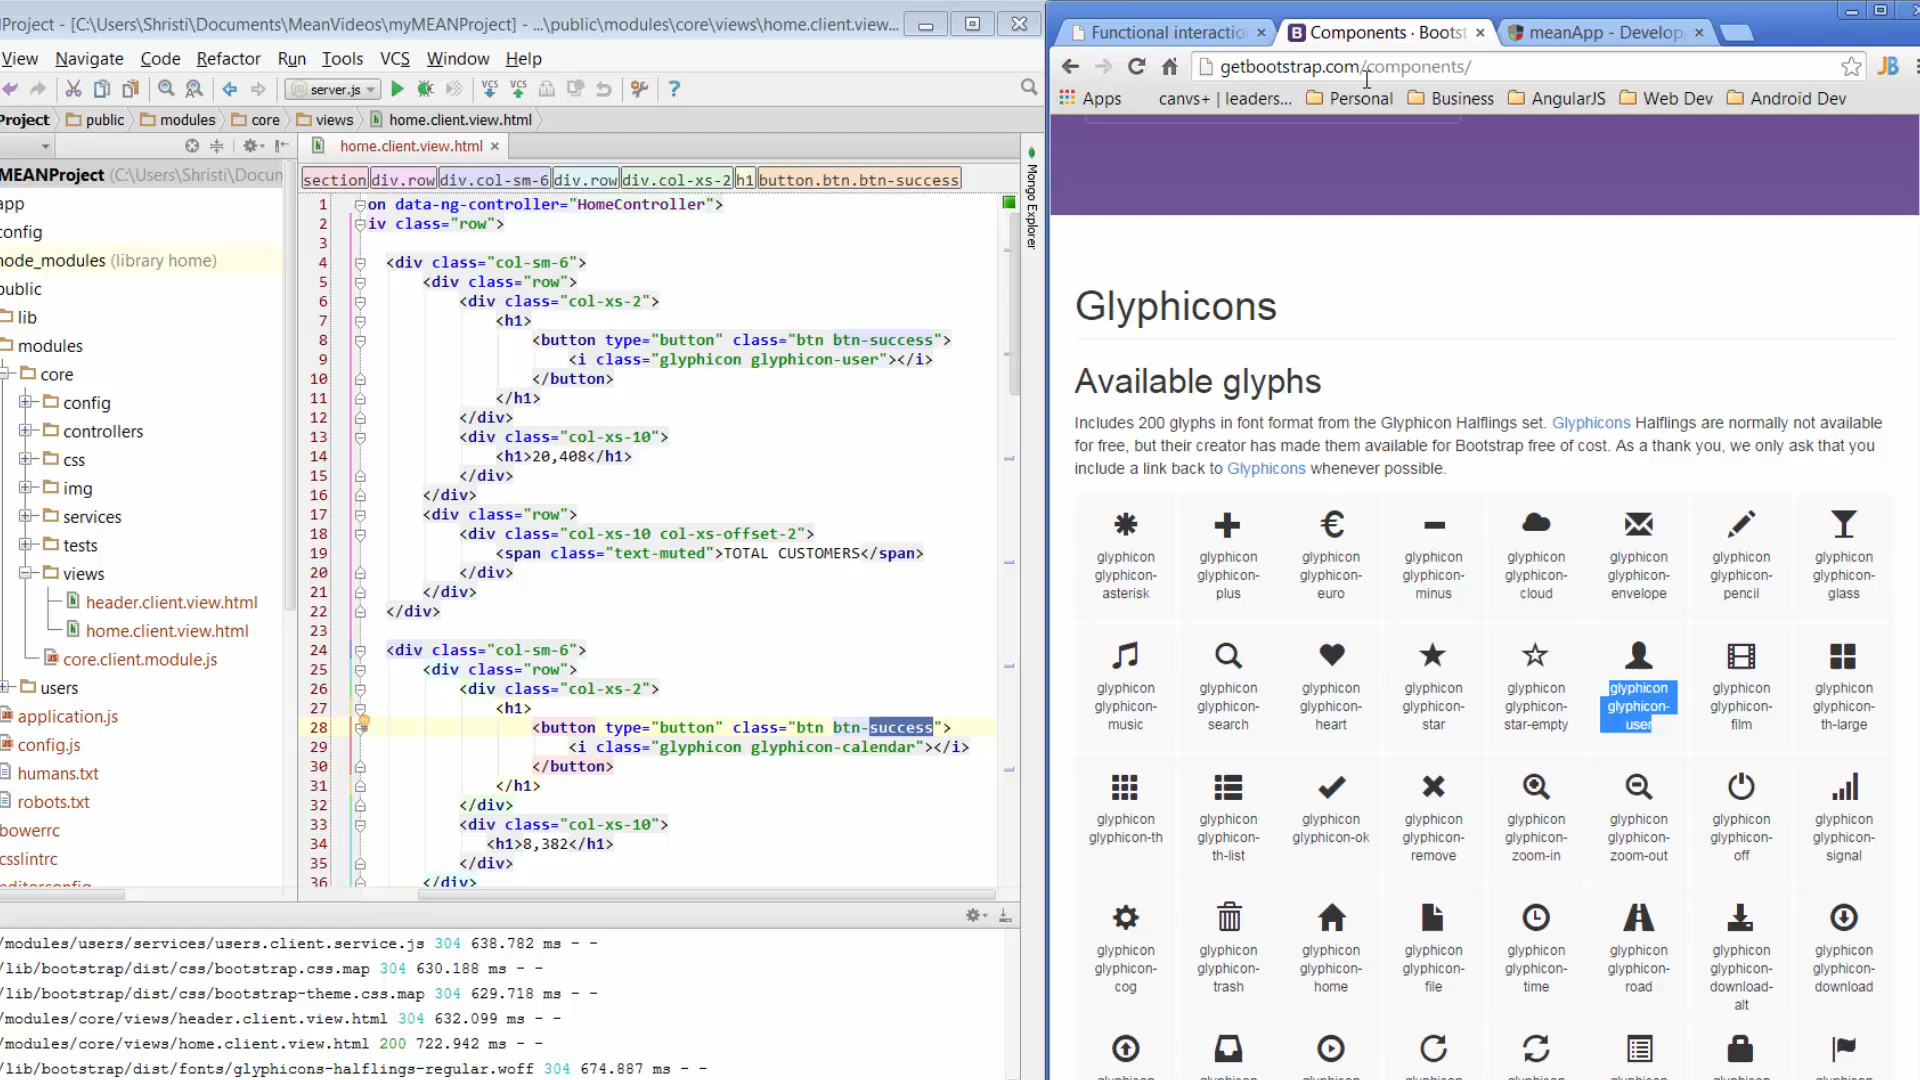 Project - [C:\Users\Shristi\Documents\MeanVideos\myMEANProject] - ...\public\modules\core\views\home.client.view....
View Navigate Code Refactor Run Tools VCS Window Help
server.js
VCS VCS
Project public modules core views home.client.view.html
home.client.view.html
MEANProject (C:\Users\Shristi\Docun
app
config
node_modules (library home)
public
lib
modules
core
config
controllers
css
img
services
tests
views
header.client.view.html
home.client.view.html
core.client.module.js
users
application.js
config.js
humans.txt
robots.txt
bowerrc
csslintrc
editorconfig
section div.row div.col-sm-6 div.row div.col-xs-2 h1 button.btn.btn-success
1 on data-ng-controller="HomeController">
2 iv class="row">
3
4 <div class="col-sm-6">
5 <div class="row">
6 <div class="col-xs-2">
7 <h1>
8 <button type="button" class="btn btn-success">
9 <i class="glyphicon glyphicon-user"></i>
10 </button>
11 </h1>
12 </div>
13 <div class="col-xs-10">
14 <h1>20,408</h1>
15 </div>
16 </div>
17 <div class="row">
18 <div class="col-xs-10 col-xs-offset-2">
19 <span class="text-muted">TOTAL CUSTOMERS</span>
20 </div>
21 </div>
22 </div>
23
24 <div class="col-sm-6">
25 <div class="row">
26 <div class="col-xs-2">
27 <h1>
28 <button type="button" class="btn btn-success">
29 <i class="glyphicon glyphicon-calendar"></i>
30 </button>
31 </h1>
32 </div>
33 <div class="col-xs-10">
34 <h1>8,382</h1>
35 </div>
36 </div>
Mongo Explorer
/modules/users/services/users.client.service.js 304 638.782 ms - -
/lib/bootstrap/dist/css/bootstrap.css.map 304 630.188 ms - -
/lib/bootstrap/dist/css/bootstrap-theme.css.map 304 629.718 ms - -
/modules/core/views/header.client.view.html 304 632.099 ms - -
/modules/core/views/home.client.view.html 200 722.942 ms - -
/lib/bootstrap/dist/fonts/glyphicons-halflings-regular.woff 304 674.887 ms - -
Functional interactio Components · Bootst meanApp - Develop
getbootstrap.com/components/
JB
Apps canvs+ | leaders... Personal Business AngularJS Web Dev Android Dev
Glyphicons
Available glyphs
Includes 200 glyphs in font format from the Glyphicon Halflings set. Glyphicons Halflings are normally not available
for free, but their creator has made them available for Bootstrap free of cost. As a thank you, we only ask that you
include a link back to Glyphicons whenever possible.
glyphicon glyphicon glyphicon glyphicon glyphicon glyphicon glyphicon glyphicon
glyphicon- glyphicon- glyphicon- glyphicon- glyphicon- glyphicon- glyphicon- glyphicon-
asterisk plus euro minus cloud envelope pencil glass
glyphicon glyphicon glyphicon glyphicon glyphicon glyphicon glyphicon glyphicon
glyphicon- glyphicon- glyphicon- glyphicon- glyphicon- glyphicon- glyphicon- glyphicon-
music search heart star star-empty user film th-large
glyphicon glyphicon glyphicon glyphicon glyphicon glyphicon glyphicon glyphicon
glyphicon-th glyphicon- glyphicon-ok glyphicon- glyphicon- glyphicon- glyphicon- glyphicon-
th-list remove zoom-in zoom-out off signal
glyphicon glyphicon glyphicon glyphicon glyphicon glyphicon glyphicon glyphicon
glyphicon- glyphicon- glyphicon- glyphicon- glyphicon- glyphicon- glyphicon- glyphicon-
cog trash home file time road download- download
alt